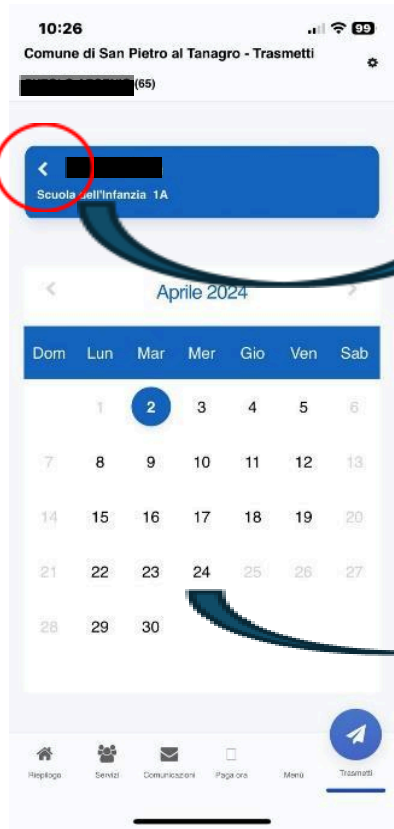 10:26
99
Comune di San Pietro al Tanagro - Trasmetti
(65)
Scuola dell'Infanzia 1A
Aprile 2024
Dom Lun Mar Mer Gio Ven Sab
1 2 3 4 5 6
7 8 9 10 11 12 13
14 15 16 17 18 19 20
21 22 23 24 25 26 27
28 29 30
Riepilogo Servizi Comunicazioni Paga ora Menù Trasmetti